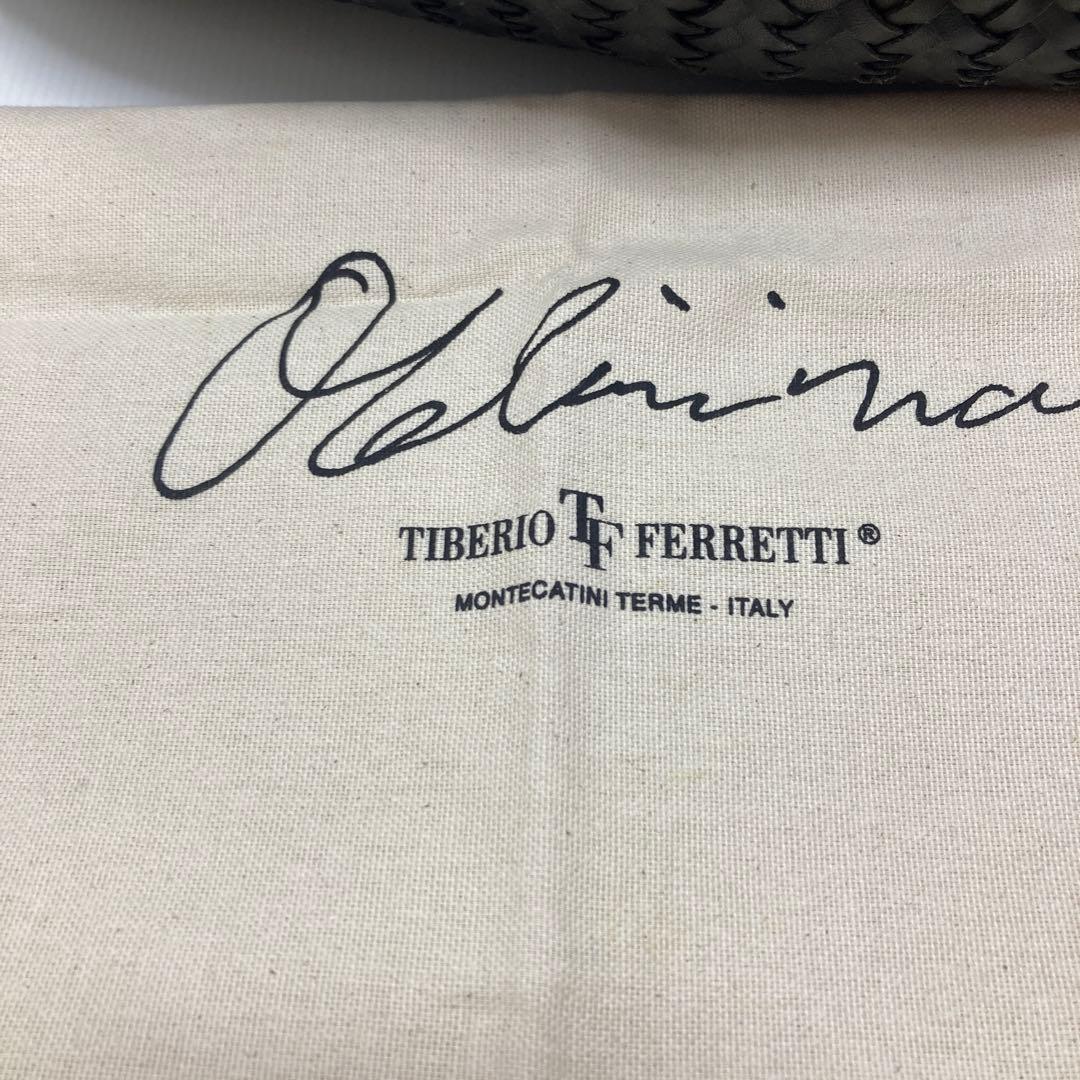 TIBERIO TF FERRETTI®
MONTECATINI TERME - ITALY